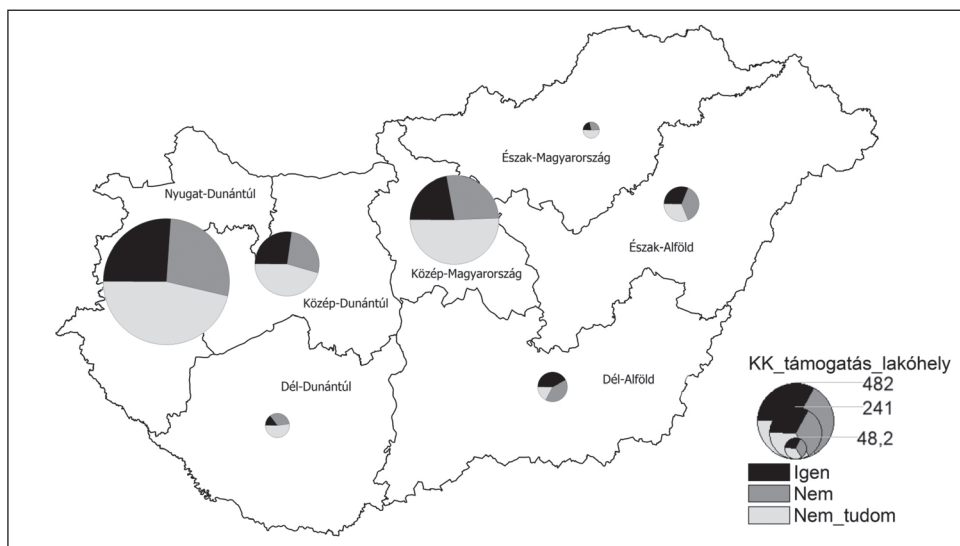 Észak-Magyarország
Nyugat-Dunántúl
Észak-Alföld
Közép-Magyarország
Közép-Dunántúl
Dél-Dunántúl
Dél-Alföld
KK_támogatás_lakóhely
482
241
48,2
Igen
Nem
Nem_tudom